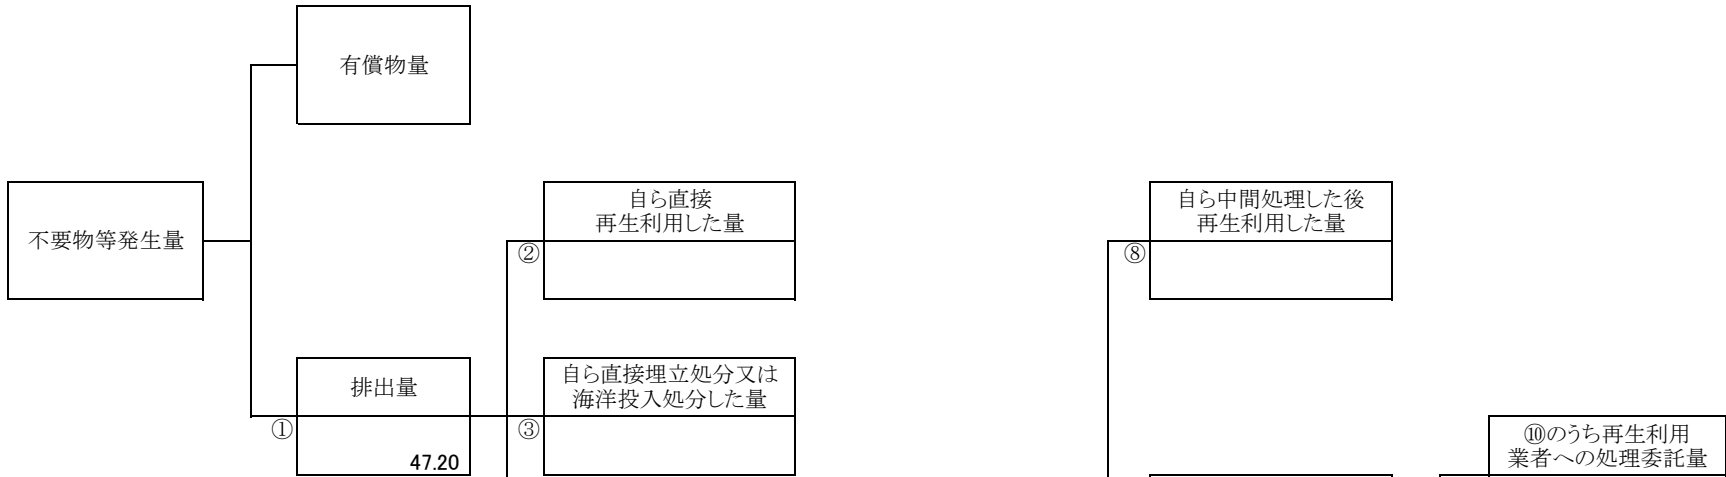 有償物量
不要物等発生量
自ら直接
再生利用した量
②
自ら中間処理した後
再生利用した量
⑧
排出量
①
47.20
自ら直接埋立処分又は
海洋投入処分した量
③
⑩のうち再生利用
業者への処理委託量